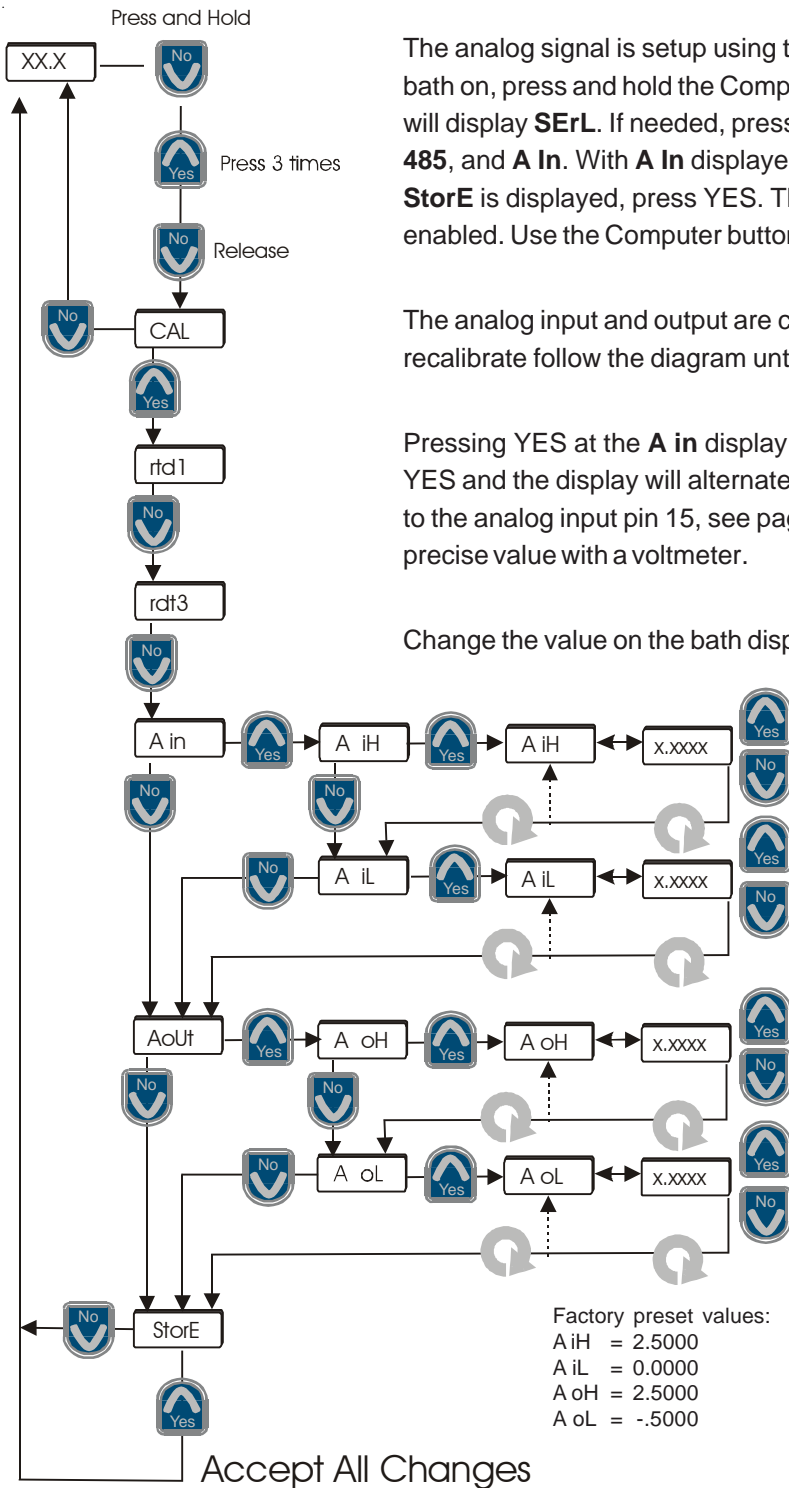 Press and Hold
XX.X
No
The analog signal is setup using
bath on, press and hold the
will display SErL. If needed, press
485, and A In. With A In
StorE is displayed, press YES.
enabled. Use the Computer
Yes
Press 3 times
No
Release
No
CAL
The analog input and output are
recalibrate follow the diagram
Yes
rtd1
Pressing YES at the A in display
YES and the display will alternate
to the analog input pin 15, see
precise value with a voltmeter.
No
rdt3
No
Change the value on the bath
A in
Yes
A iH
Yes
A iH
x.xxxx
Yes
No
No
No
No
A iL
Yes
A iL
x.xxxx
Yes
No
AoUt
Yes
A oH
Yes
A oH
x.xxxx
Yes
No
No
No
No
A oL
Yes
A oL
x.xxxx
Yes
No
No
StorE
Factory preset values:
A iH = 2.5000
A iL = 0.0000
A oH = 2.5000
A oL = -.5000
Yes
Accept All Changes